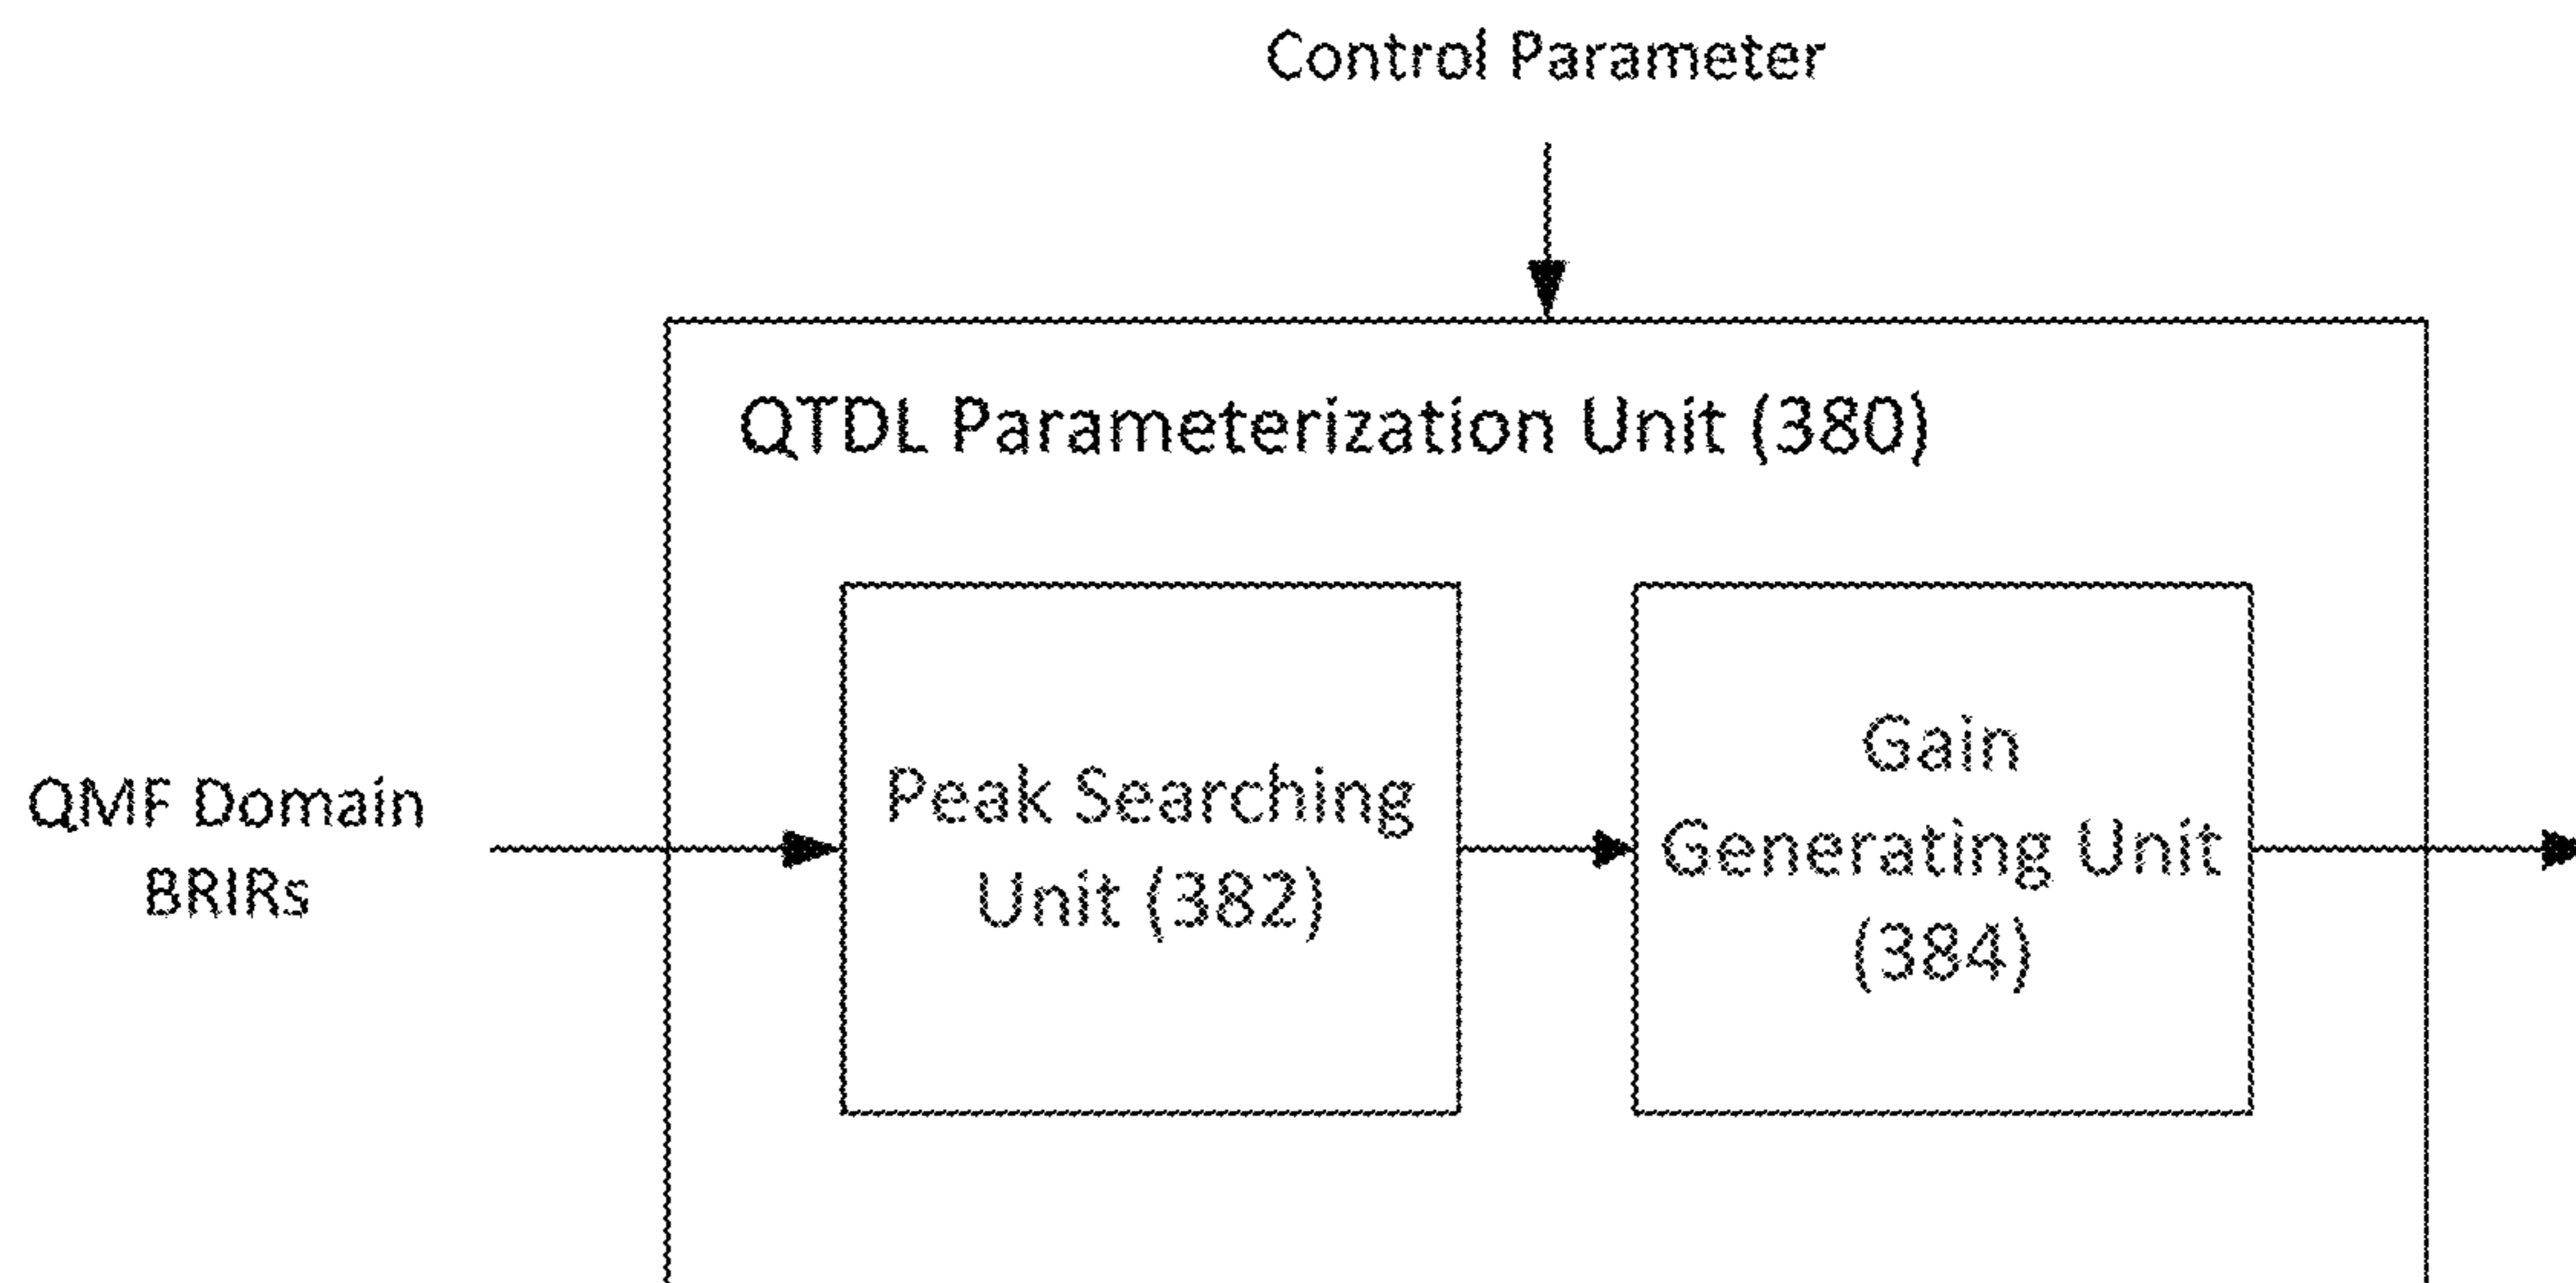 Control Parameter
QTDL Parameterization Unit (380)
QMF Domain
BRIRs
Peak Searching
Unit (382)
Gain
Generating Unit
(384)